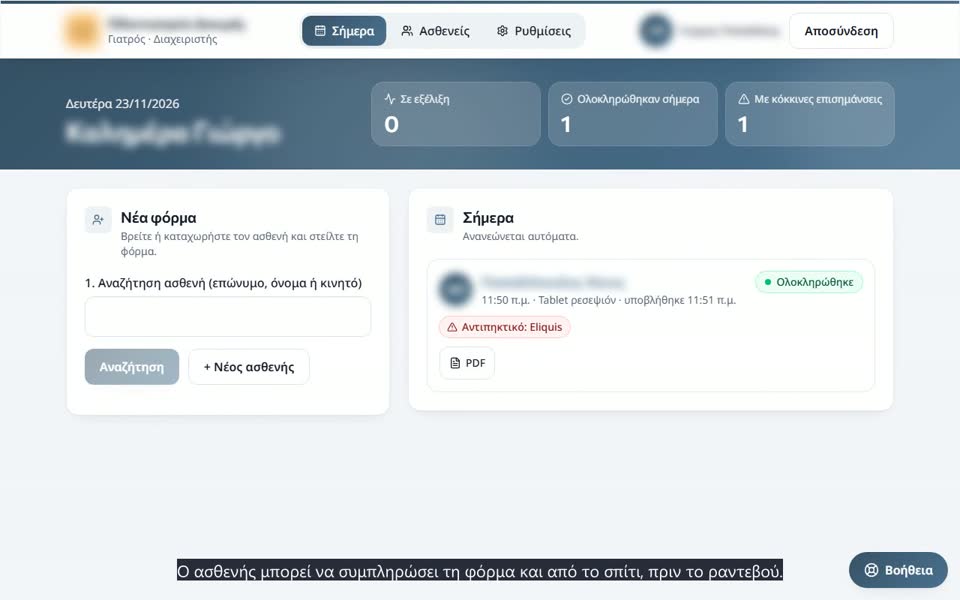 Γιατρός · Διαχειριστής
Σήμερα
Ασθενείς
Ρυθμίσεις
Αποσύνδεση
Δευτέρα 23/11/2026
Σε εξέλιξη
0
Ολοκληρώθηκαν σήμερα
1
Με κόκκινες επισημάνσεις
1
Νέα φόρμα
Βρείτε ή καταχωρήστε τον ασθενή και στείλτε τη
φόρμα.
1. Αναζήτηση ασθενή (επώνυμο, όνομα ή κινητό)
Αναζήτηση
+ Νέος ασθενής
Σήμερα
Ανανεώνεται αυτόματα.
Ολοκληρώθηκε
11:50 π.μ. · Tablet ρεσεψιόν · υποβλήθηκε 11:51 π.μ.
Αντιπηκτικό: Eliquis
PDF
Ο ασθενής μπορεί να συμπληρώσει τη φόρμα και από το σπίτι, πριν το ραντεβού.
Βοήθεια